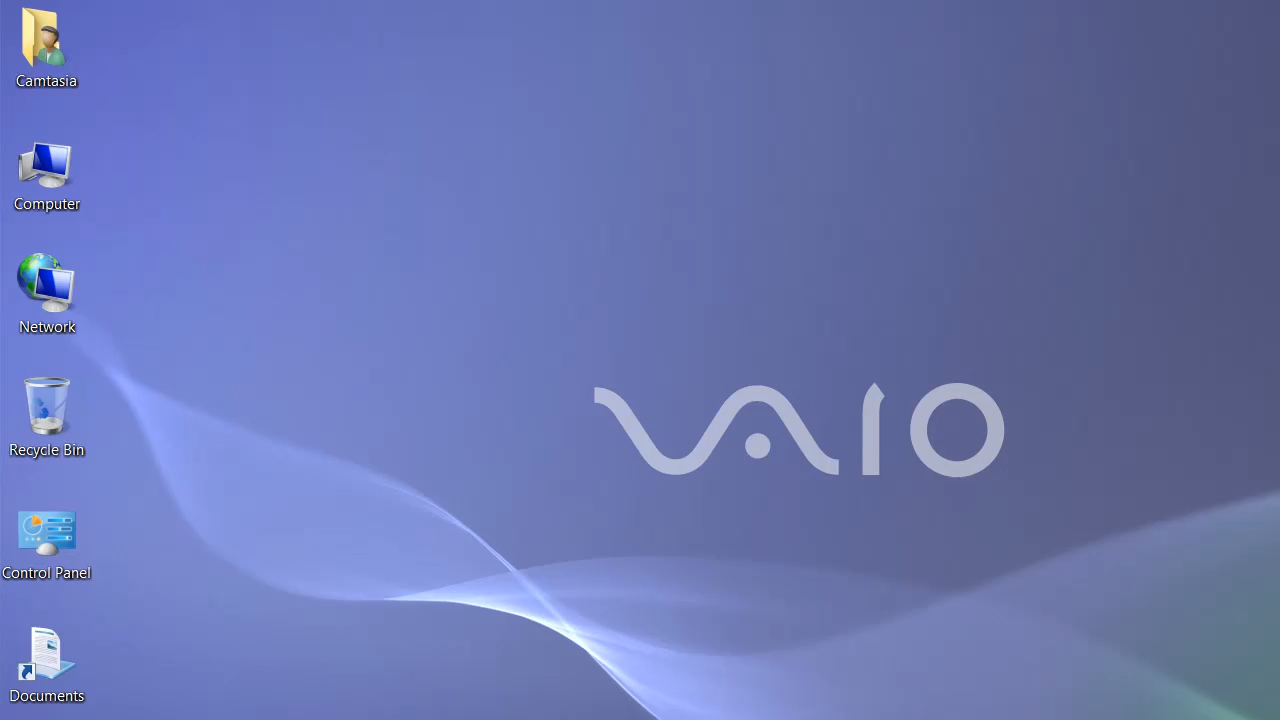 Camtasia
Computer
Network
Recycle Bin
Control Panel
Documents
VAIO